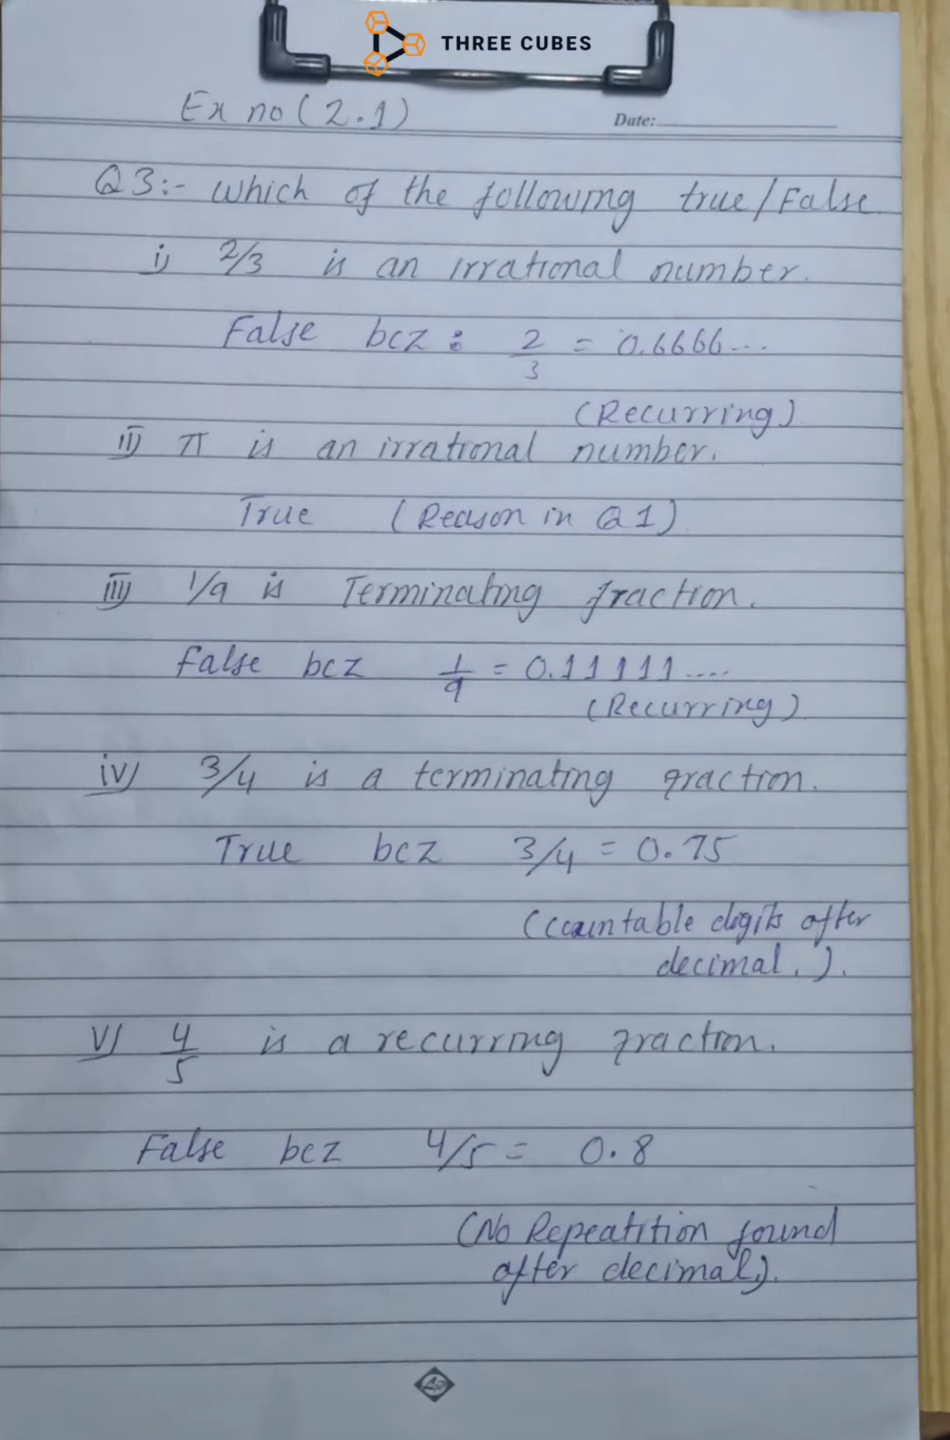 THREE CUBES
Ex no (2.1)
Date:
Q3:- which of the following true/False
i) 2/3 is an irrational number.
False bcz : 2/3 = 0.6666...
(Recurring)
ii) π is an irrational number.
True (Reason in Q1)
iii) 1/9 is Terminating fraction.
False bcz 1/9 = 0.11111....
(Recurring)
iv) 3/4 is a terminating fraction.
True bcz 3/4 = 0.75
(countable digits after
decimal.).
v) 4/5 is a recurring fraction.
False bcz 4/5 = 0.8
(No Repeatition found
after decimal).